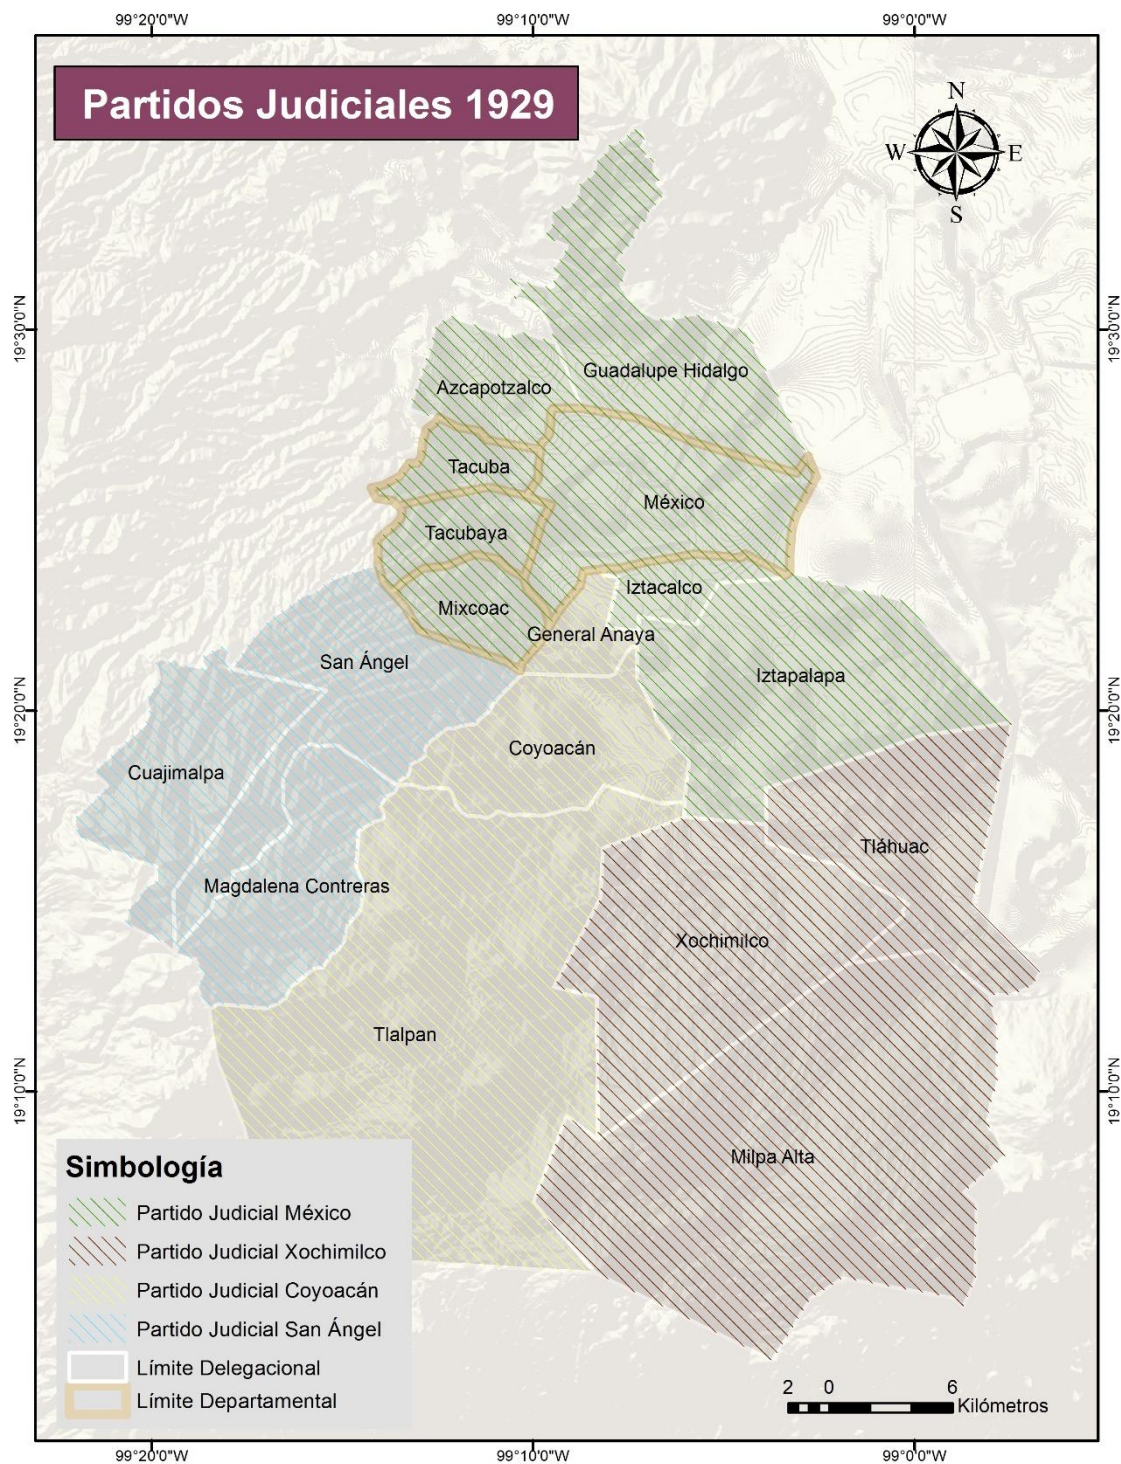 99°20'0"W
99°10'0"W
99°0'0"W
Partidos Judiciales 1929
N
W
E
S
19°30'0"N
19°30'0"N
Guadalupe Hidalgo
Azcapotzalco
Tacuba
México
Tacubaya
Iztacalco
Mixcoac
General Anaya
San Ángel
Iztapalapa
19°20'0"N
19°20'0"N
Coyoacán
Cuajimalpa
Tláhuac
Magdalena Contreras
Xochimilco
Tlalpan
19°10'0"N
19°10'0"N
Milpa Alta
Simbología
Partido Judicial México
Partido Judicial Xochimilco
Partido Judicial Coyoacán
Partido Judicial San Ángel
Límite Delegacional
Límite Departamental
2 0 6
Kilómetros
99°20'0"W
99°10'0"W
99°0'0"W